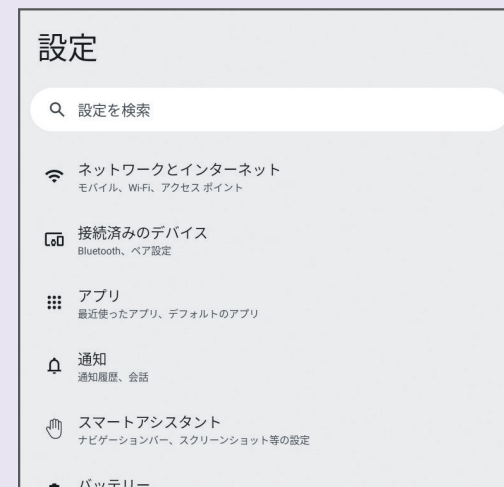 設定
設定を検索
ネットワークとインターネット
モバイル、Wi-Fi、アクセス ポイント
接続済みのデバイス
Bluetooth、ペア設定
アプリ
最近使ったアプリ、デフォルトのアプリ
通知
通知履歴、会話
スマートアシスタント
ナビゲーションバー、スクリーンショット等の設定
バッテリー